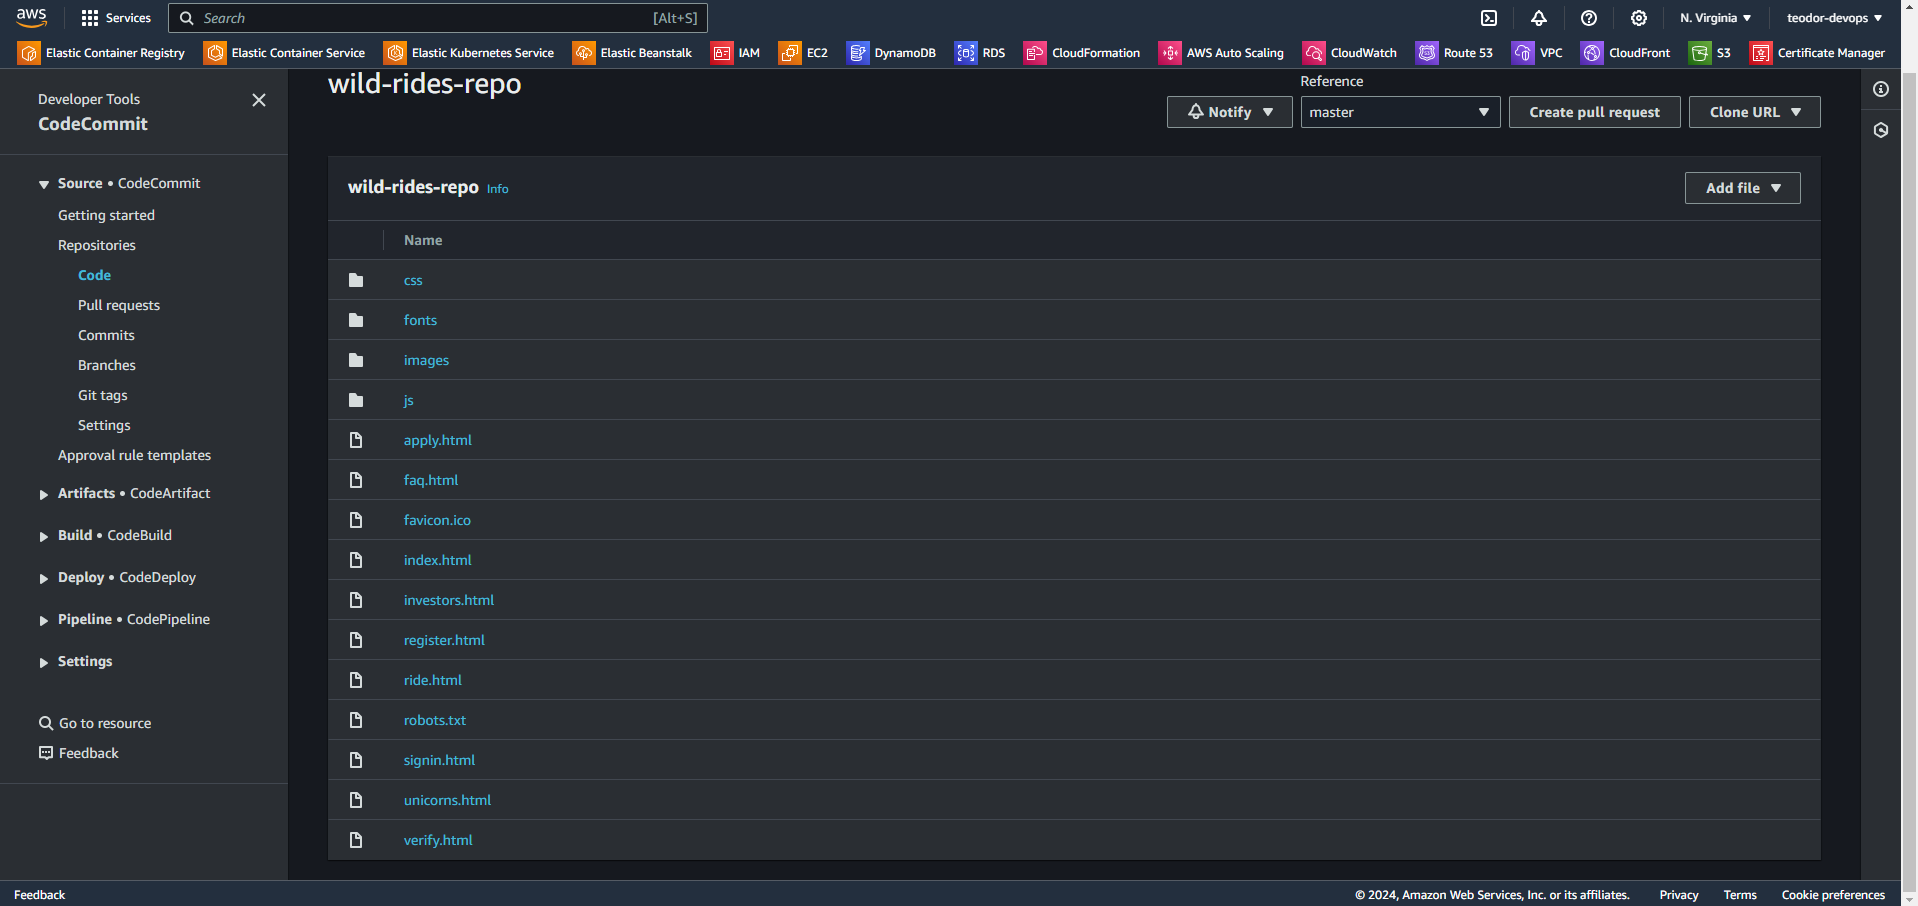 aws
Services
Search
[Alt+S]
N. Virginia
teodor-devops
Elastic Container Registry
Elastic Container Service
Elastic Kubernetes Service
Elastic Beanstalk
IAM
EC2
DynamoDB
RDS
CloudFormation
AWS Auto Scaling
CloudWatch
Route 53
VPC
CloudFront
S3
Certificate Manager
Developer Tools
CodeCommit
Source • CodeCommit
Getting started
Repositories
Code
Pull requests
Commits
Branches
Git tags
Settings
Approval rule templates
Artifacts • CodeArtifact
Build • CodeBuild
Deploy • CodeDeploy
Pipeline • CodePipeline
Settings
Go to resource
Feedback
wild-rides-repo
Notify
Reference
master
Create pull request
Clone URL
wild-rides-repo Info
Add file
Name
css
fonts
images
js
apply.html
faq.html
favicon.ico
index.html
investors.html
register.html
ride.html
robots.txt
signin.html
unicorns.html
verify.html
Feedback
© 2024, Amazon Web Services, Inc. or its affiliates.
Privacy
Terms
Cookie preferences